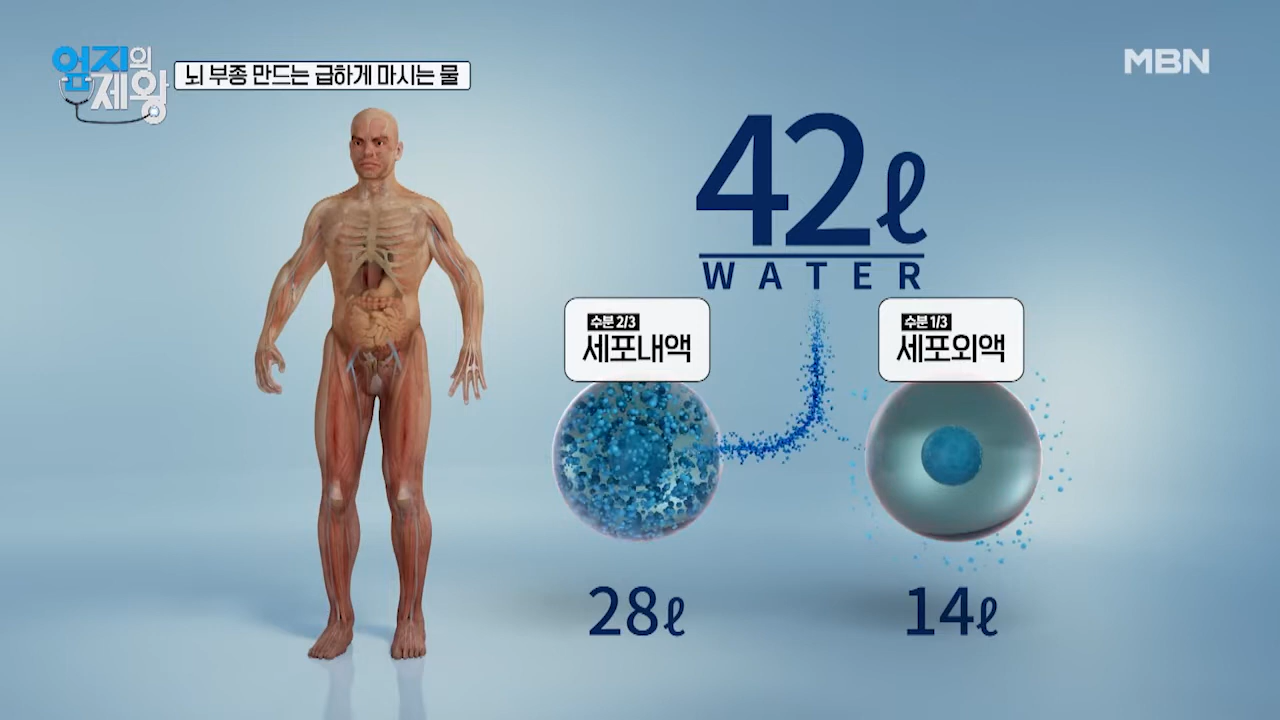 엄지의
제왕
뇌 부종 만드는 급하게 마시는 물
MBN
42ℓ
WATER
수분 2/3
세포내액
수분 1/3
세포외액
28ℓ
14ℓ